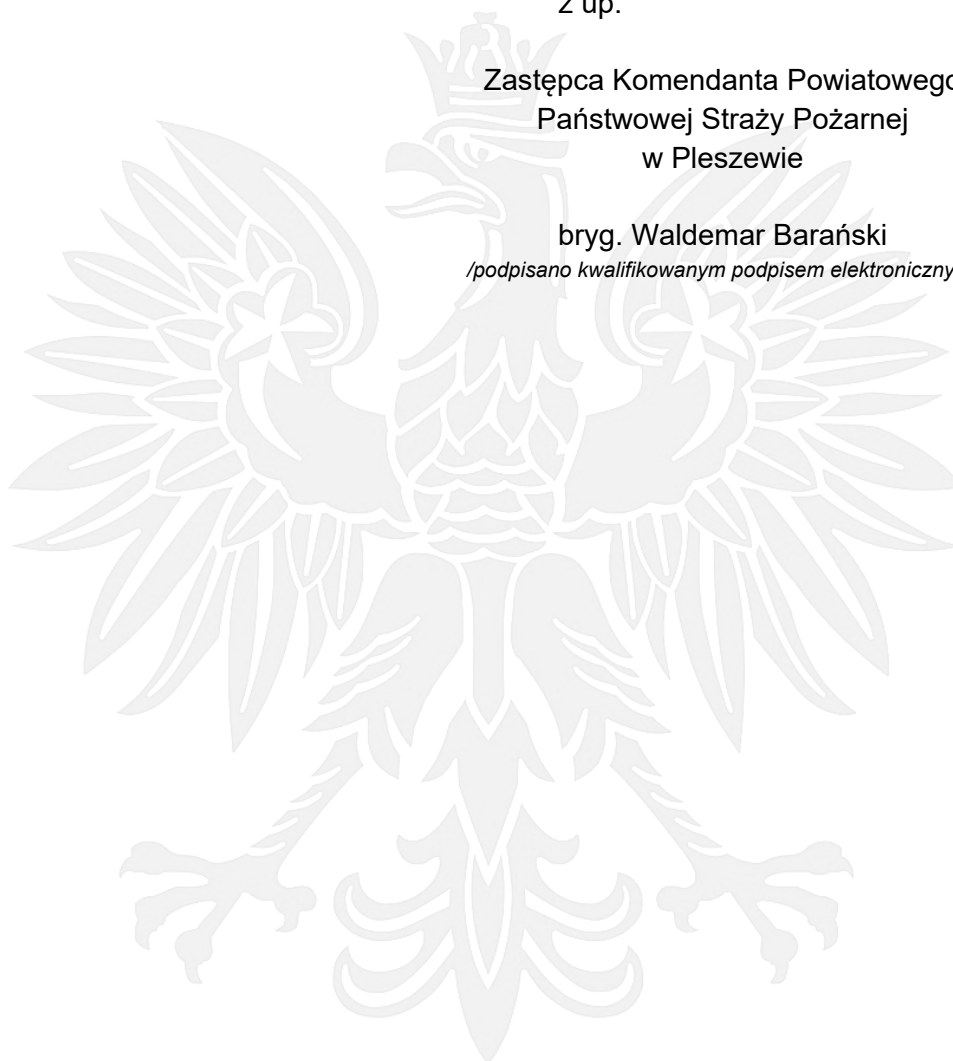 z up.
Zastępca Komendanta Powiatowego
Państwowej Straży Pożarnej
w Pleszewie
bryg. Waldemar Barański
/podpisano kwalifikowanym podpisem elektroniczny